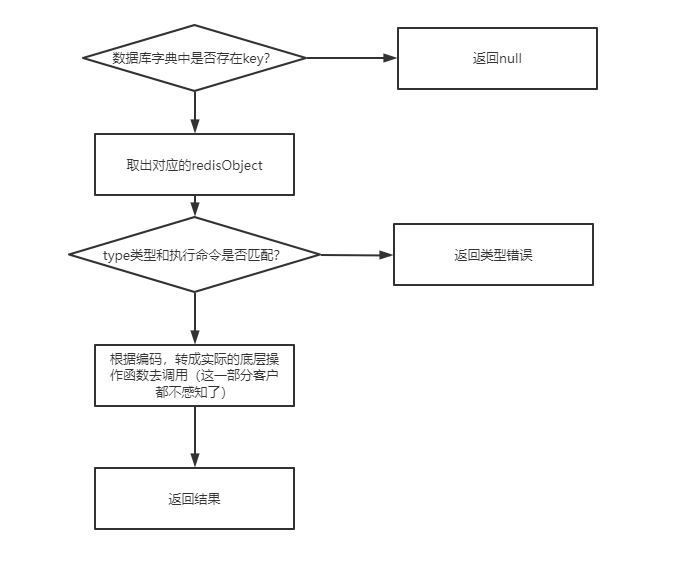 数据库字典中是否存在key?
返回null
取出对应的redisObject
type类型和执行命令是否匹配?
返回类型错误
根据编码，转成实际的底层操
作函数去调用（这一部分客户
都不感知了）
返回结果